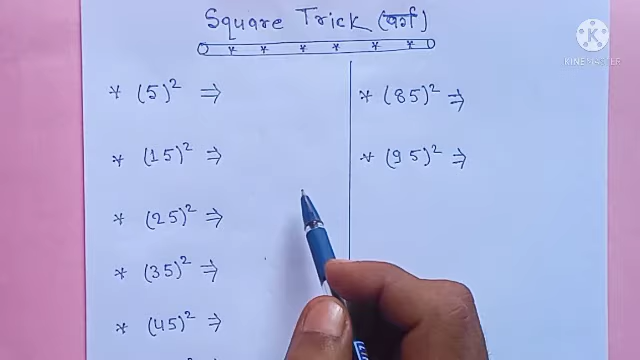 Square Trick (वर्ग)
KINEMASTER
* (5)² ⇒
* (15)² ⇒
* (25)² ⇒
* (35)² ⇒
* (45)² ⇒
* (85)² ⇒
* (95)² ⇒